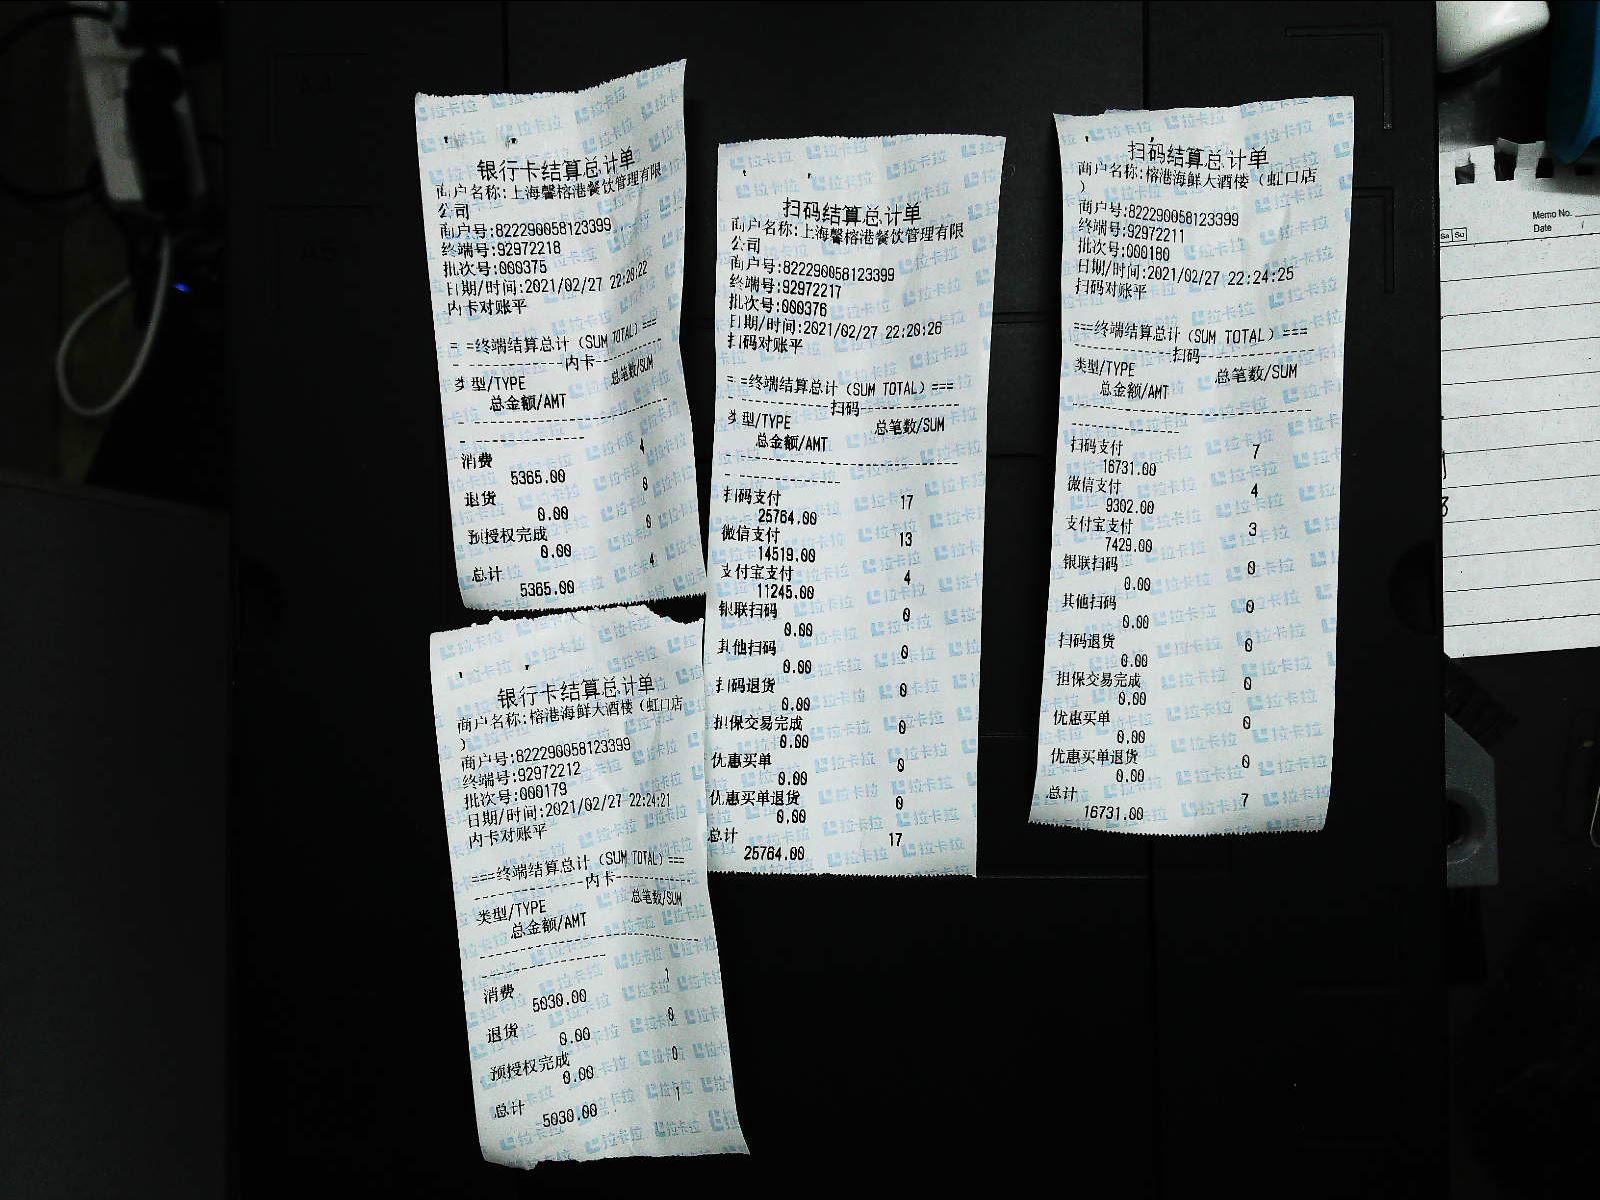 银行卡结算总计单
商户名称:上海馨榕港餐饮管理有限
公司
商户号:822290058123399
终端号:92972218
批次号:000375
日期/时间:2021/02/27 22:20:22
内卡对账平
=终端结算总计（SUM TOTAL）===
内卡
类型/TYPE 总笔数/SUM
总金额/AMT
消费 4
5365.00
退货 0
0.00
预授权完成 0
0.00
总计 4
5365.00
银行卡结算总计单
商户名称:榕港海鲜大酒楼（虹口店
）
商户号:822290058123399
终端号:92972212
批次号:000179
日期/时间:2021/02/27 22:24:21
内卡对账平
===终端结算总计（SUM TOTAL）===
内卡
类型/TYPE 总笔数/SUM
总金额/AMT
消费 1
5030.00
退货 0
0.00
预授权完成 0
0.00
总计 1
5030.00
扫码结算总计单
商户名称:上海馨榕港餐饮管理有限
公司
商户号:822290058123399
终端号:92972217
批次号:000376
日期/时间:2021/02/27 22:20:26
扫码对账平
=终端结算总计（SUM TOTAL）===
扫码
类型/TYPE 总笔数/SUM
总金额/AMT
扫码支付 17
25764.00
微信支付 13
14519.00
支付宝支付 4
11245.00
银联扫码 0
0.00
其他扫码 0
0.00
扫码退货 0
0.00
担保交易完成 0
0.00
优惠买单 0
0.00
优惠买单退货 0
0.00
总计 17
25764.00
扫码结算总计单
商户名称:榕港海鲜大酒楼（虹口店
）
商户号:822290058123399
终端号:92972211
批次号:000180
日期/时间:2021/02/27 22:24:25
扫码对账平
===终端结算总计（SUM TOTAL）===
扫码
类型/TYPE 总笔数/SUM
总金额/AMT
扫码支付 7
16731.00
微信支付 4
9302.00
支付宝支付 3
7429.00
银联扫码 0
0.00
其他扫码 0
0.00
扫码退货 0
0.00
担保交易完成 0
0.00
优惠买单 0
0.00
优惠买单退货 0
0.00
总计 7
16731.00
Memo No.
Date
Sa Su
拉卡拉